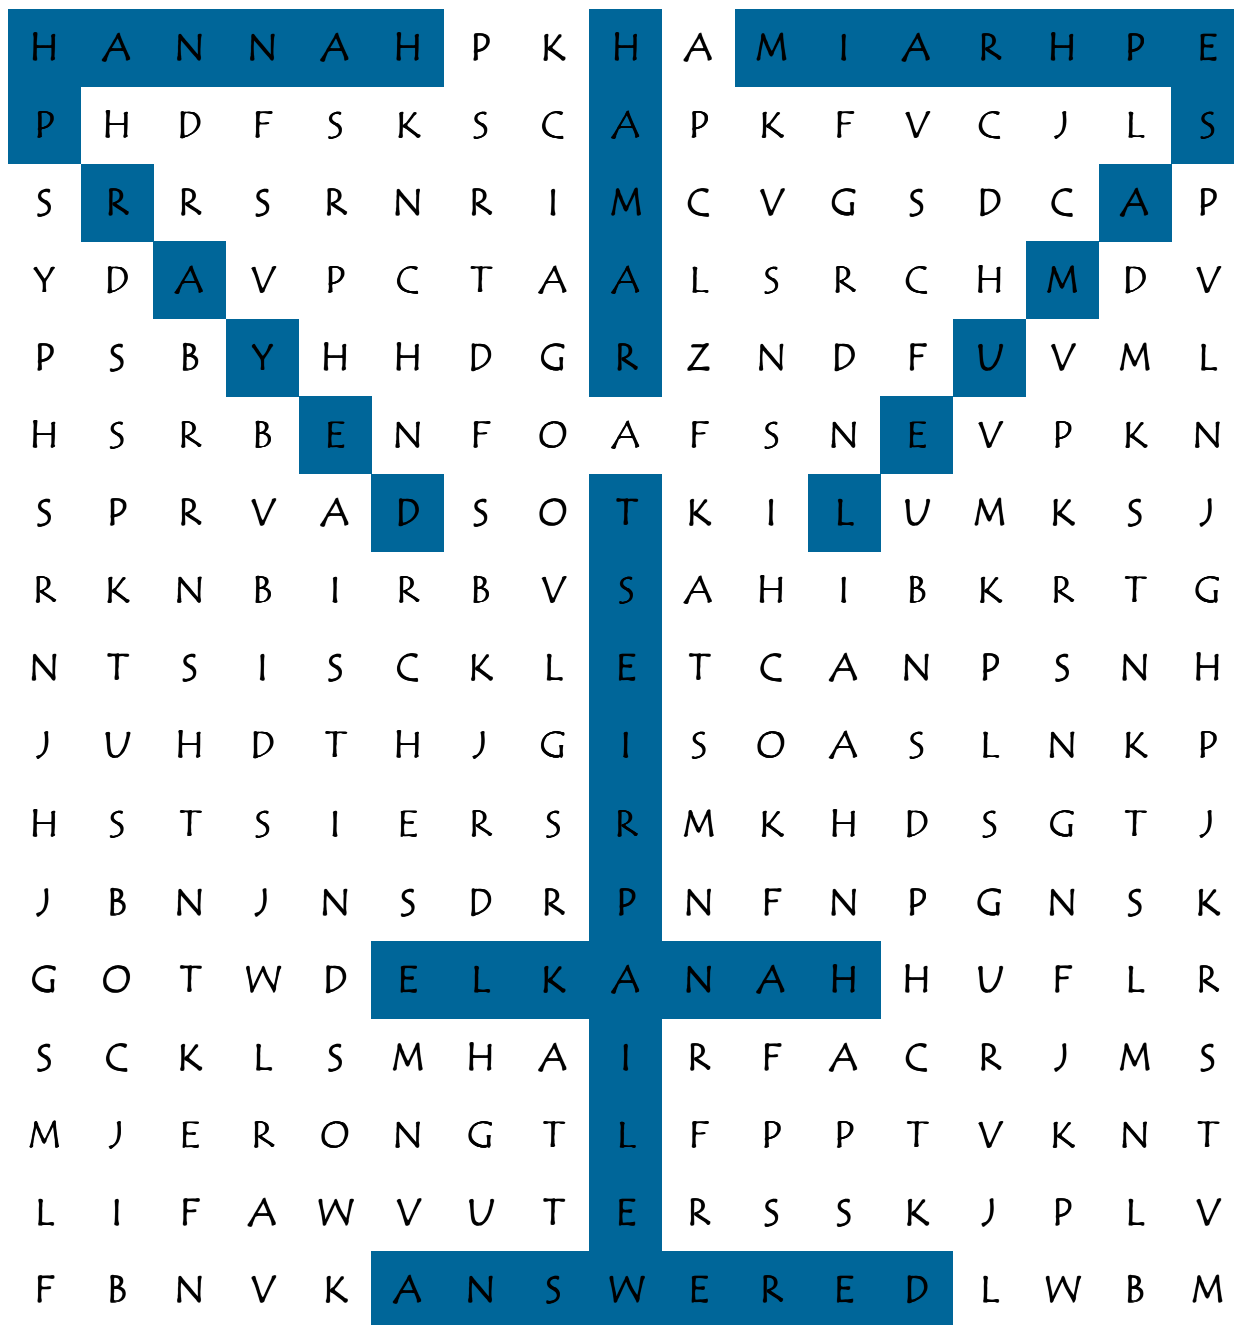 H A N N A H P K H A M I A R H P E
P H D F S K S C A P K F V C J L S
S R R S R N R I M C V G S D C A P
Y D A V P C T A A L S R C H M D V
P S B Y H H D G R Z N D F U V M L
H S R B E N F O A F S N E V P K N
S P R V A D S O T K I L U M K S J
R K N B I R B V S A H I B K R T G
N T S I S C K L E T C A N P S N H
J U H D T H J G I S O A S L N K P
H S T S I E R S R M K H D S G T J
J B N J N S D R P N F N P G N S K
G O T W D E L K A N A H H U F L R
S C K L S M H A I R F A C R J M S
M J E R O N G T L F P P T V K N T
L I F A W V U T E R S S K J P L V
F B N V K A N S W E R E D L W B M